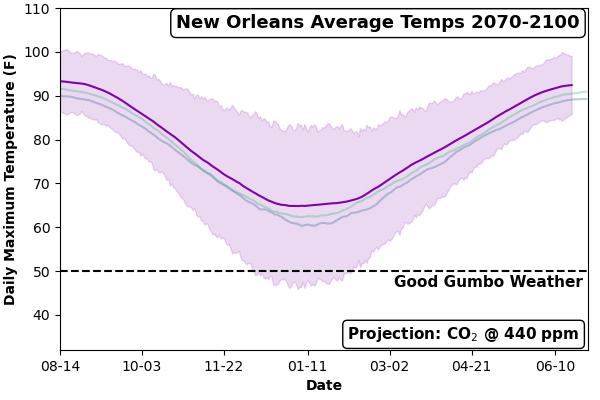 New Orleans Average Temps 2070-2100
Daily Maximum Temperature (F)
110
100
90
80
70
60
50
40
Good Gumbo Weather
Projection: CO₂ @ 440 ppm
08-14 10-03 11-22 01-11 03-02 04-21 06-10
Date